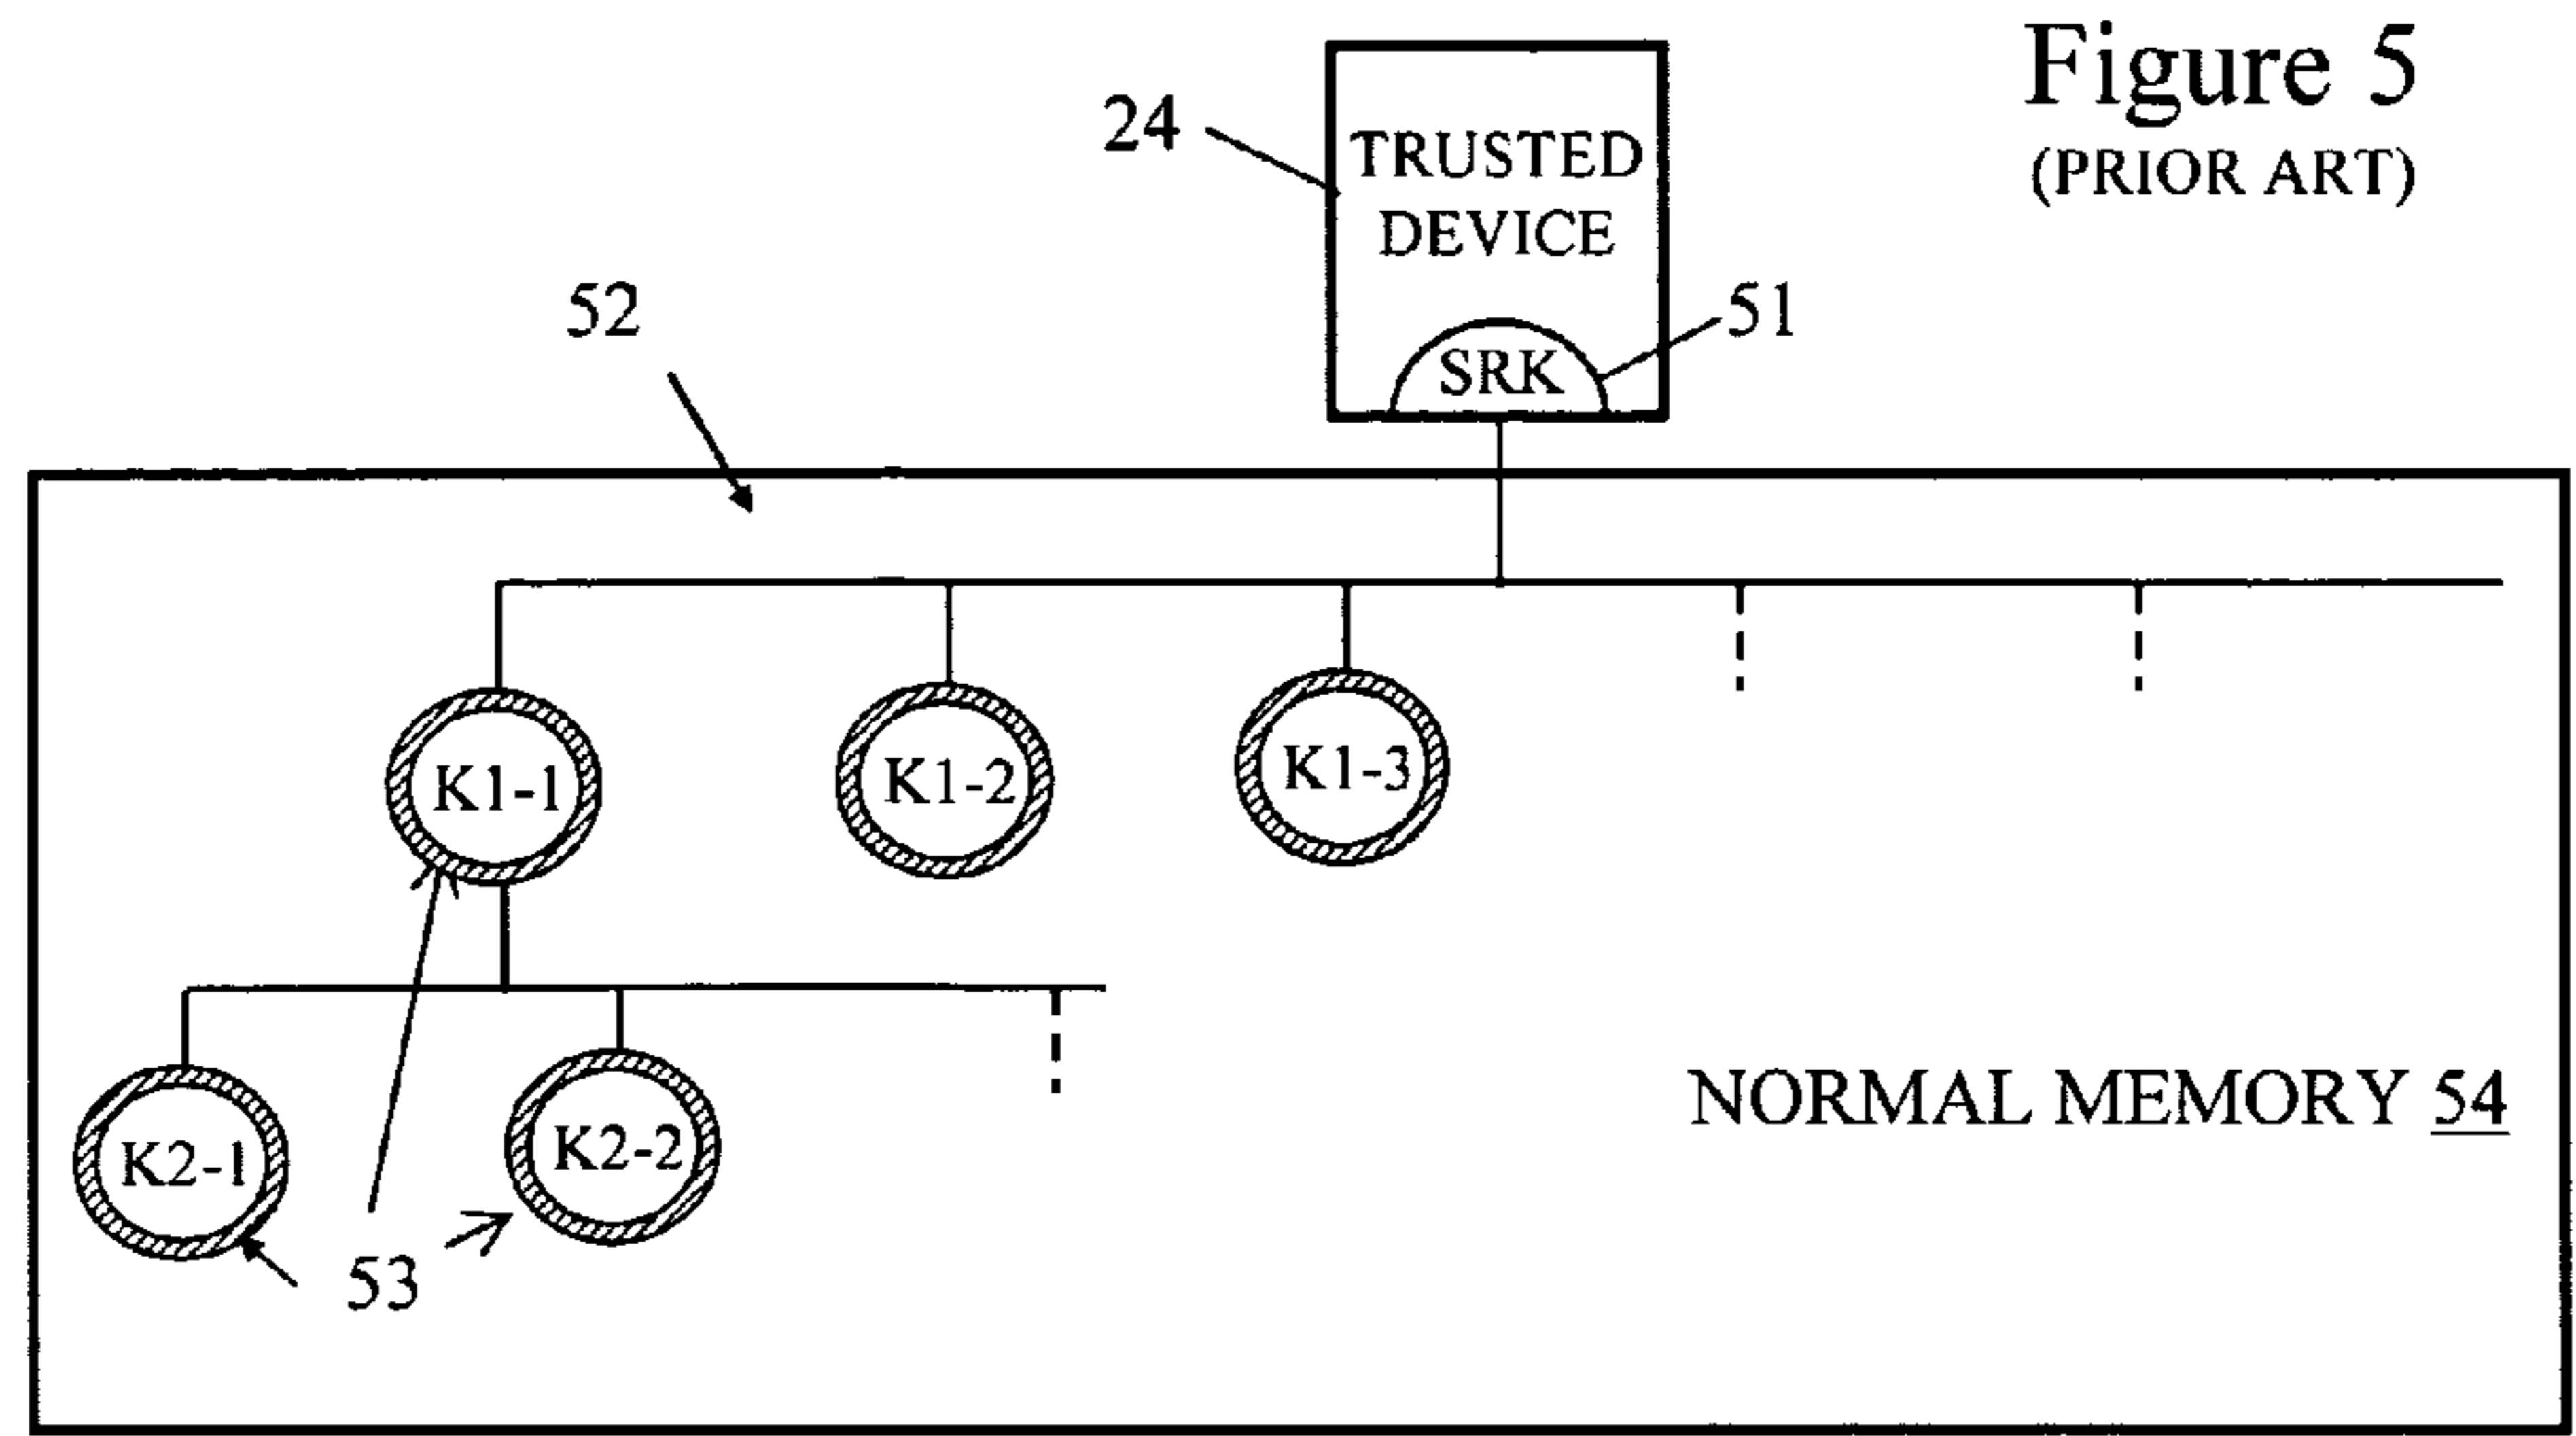 Figure 5
(PRIOR ART)
24
TRUSTED
DEVICE
52
51
SRK
K1-1
K1-2
K1-3
NORMAL MEMORY 54
K2-1
K2-2
53